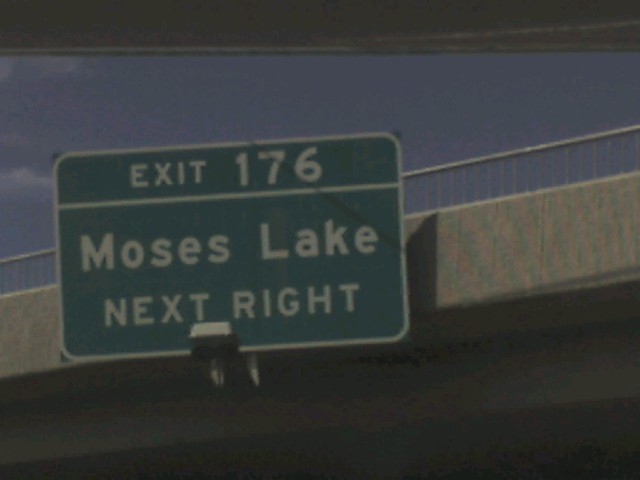 EXIT 176
Moses Lake
NEXT RIGHT